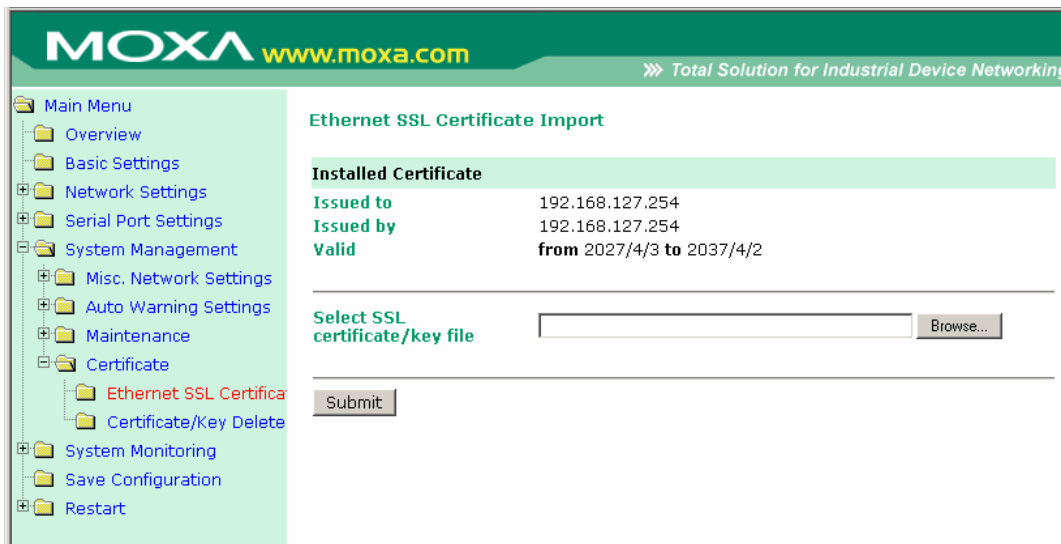 MOXA www.moxa.com
Total Solution for Industrial Device Networking
Main Menu
Overview
Basic Settings
Network Settings
Serial Port Settings
System Management
Misc. Network Settings
Auto Warning Settings
Maintenance
Certificate
Ethernet SSL Certifica
Certificate/Key Delete
System Monitoring
Save Configuration
Restart
Ethernet SSL Certificate Import
Installed Certificate
Issued to 192.168.127.254
Issued by 192.168.127.254
Valid from 2027/4/3 to 2037/4/2
Select SSL
certificate/key file Browse...
Submit